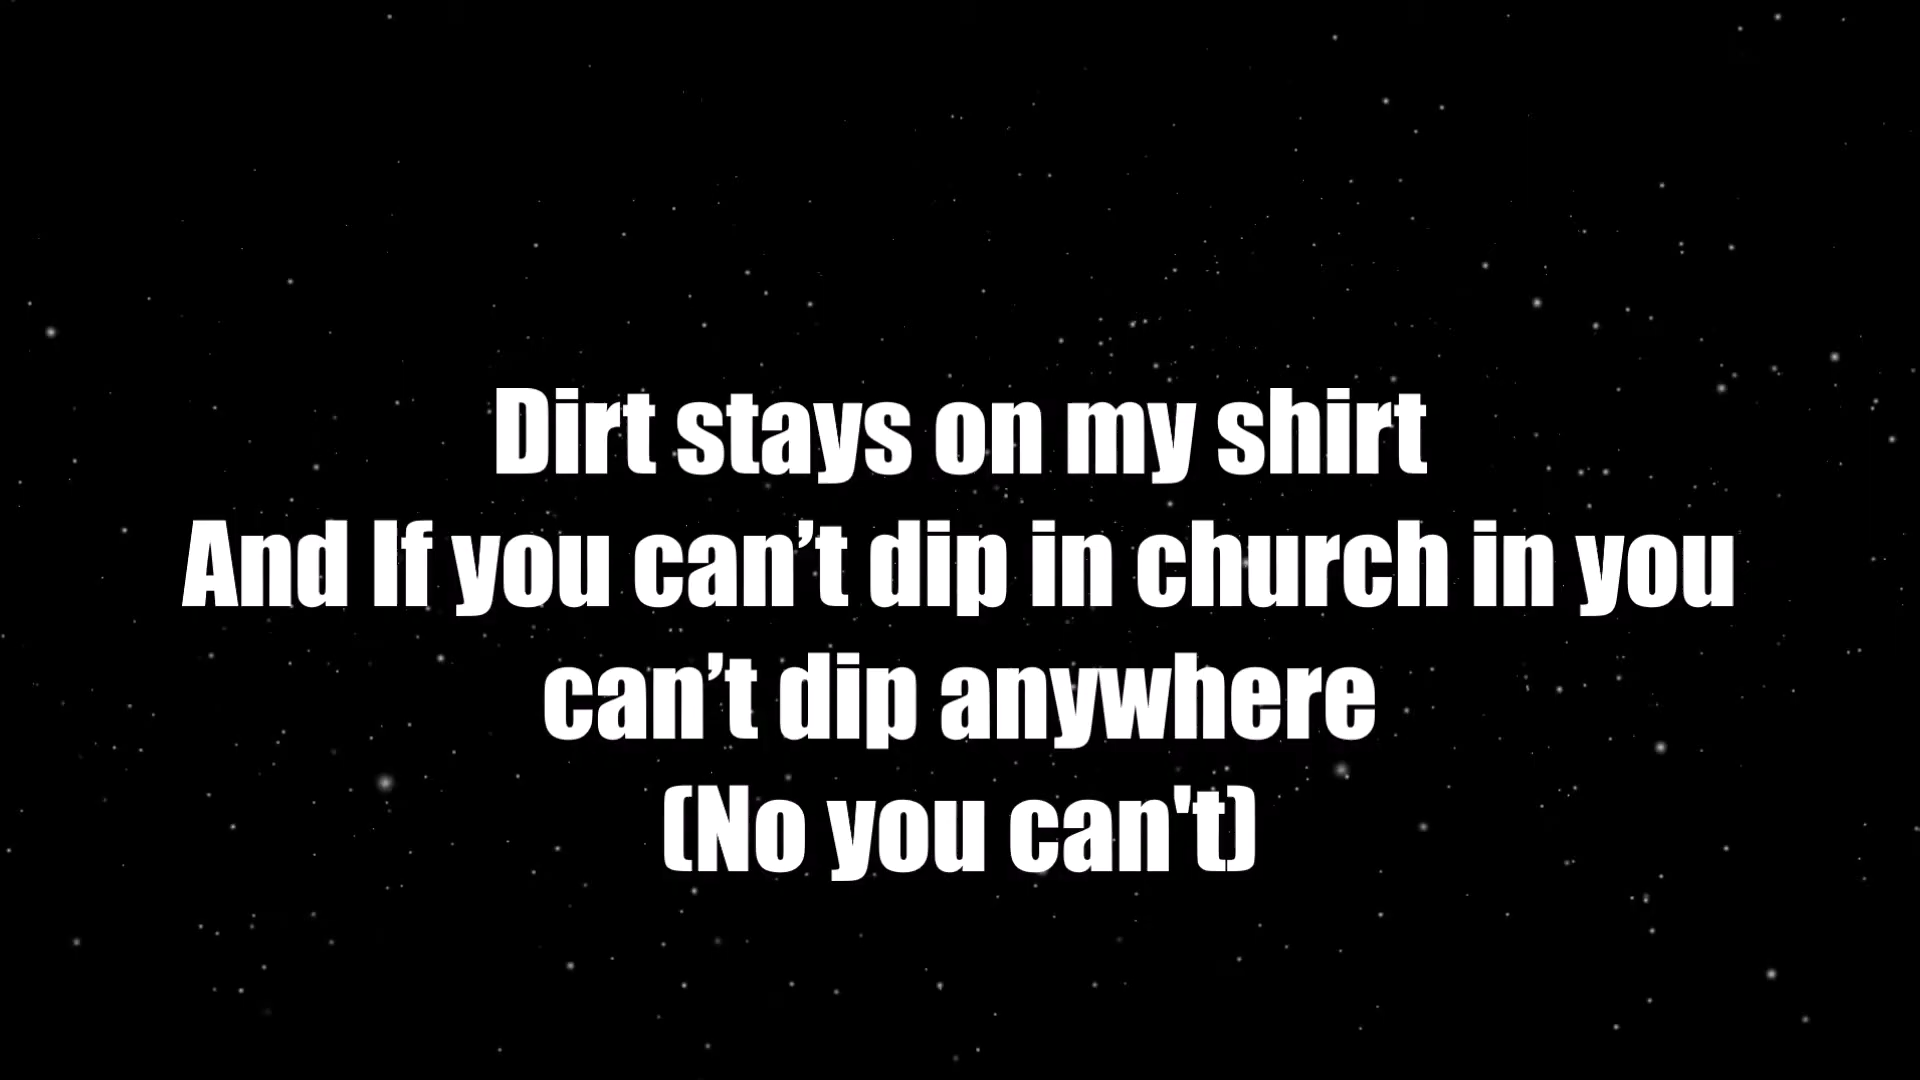 Dirt stays on my shirt
And If you can’t dip in church in you
can’t dip anywhere
(No you can't)